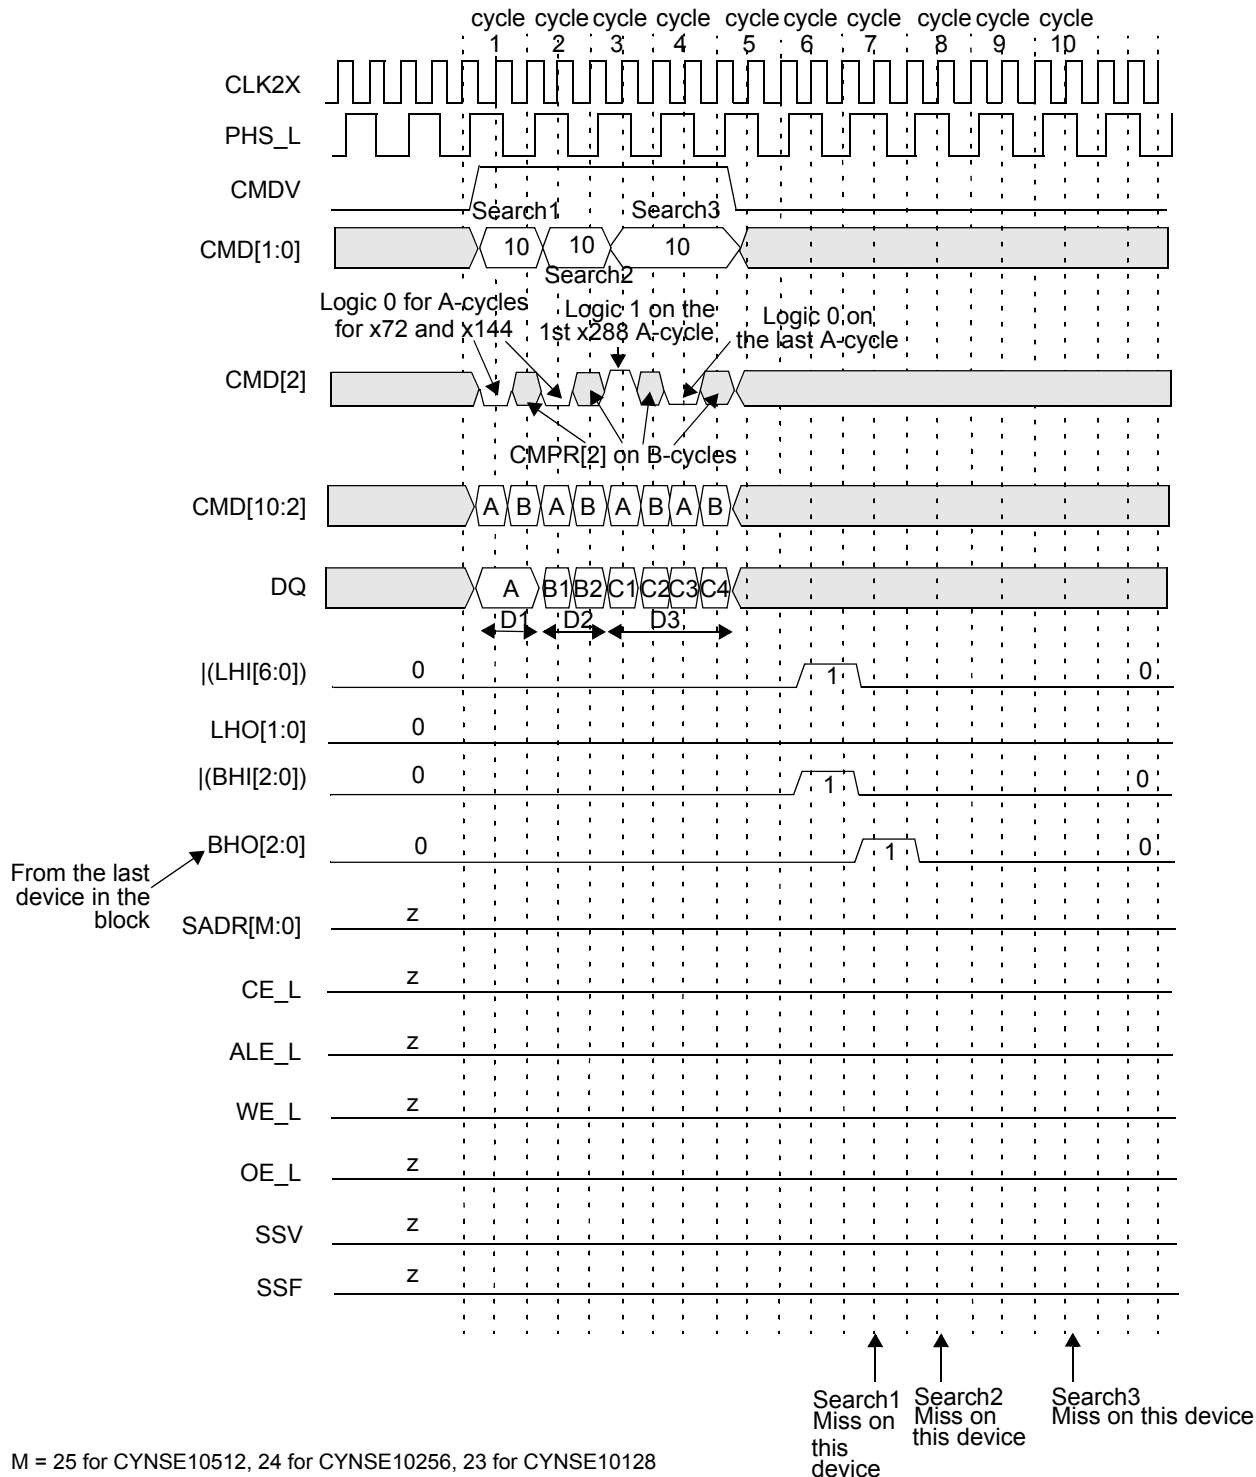 cycle cycle cycle cycle cycle cycle cycle cycle cycle cycle
1 2 3 4 5 6 7 8 9 10
CLK2X
PHS_L
CMDV
Search1 Search3
CMD[1:0] 10 10 10
Search2
Logic 0 for A-cycles
for x72 and x144
Logic 1 on the
1st x288 A-cycle
Logic 0 on
the last A-cycle
CMD[2]
CMPR[2] on B-cycles
CMD[10:2] A B A B A B A B
DQ A B1 B2 C1 C2 C3 C4
D1 D2 D3
|(LHI[6:0]) 0 1 0
LHO[1:0] 0
|(BHI[2:0]) 0 1 0
BHO[2:0] 0 1 0
From the last
device in the
block
SADR[M:0] z
CE_L z
ALE_L z
WE_L z
OE_L z
SSV z
SSF z
Search1
Miss on
this
device
Search2
Miss on
this device
Search3
Miss on this device
M = 25 for CYNSE10512, 24 for CYNSE10256, 23 for CYNSE10128